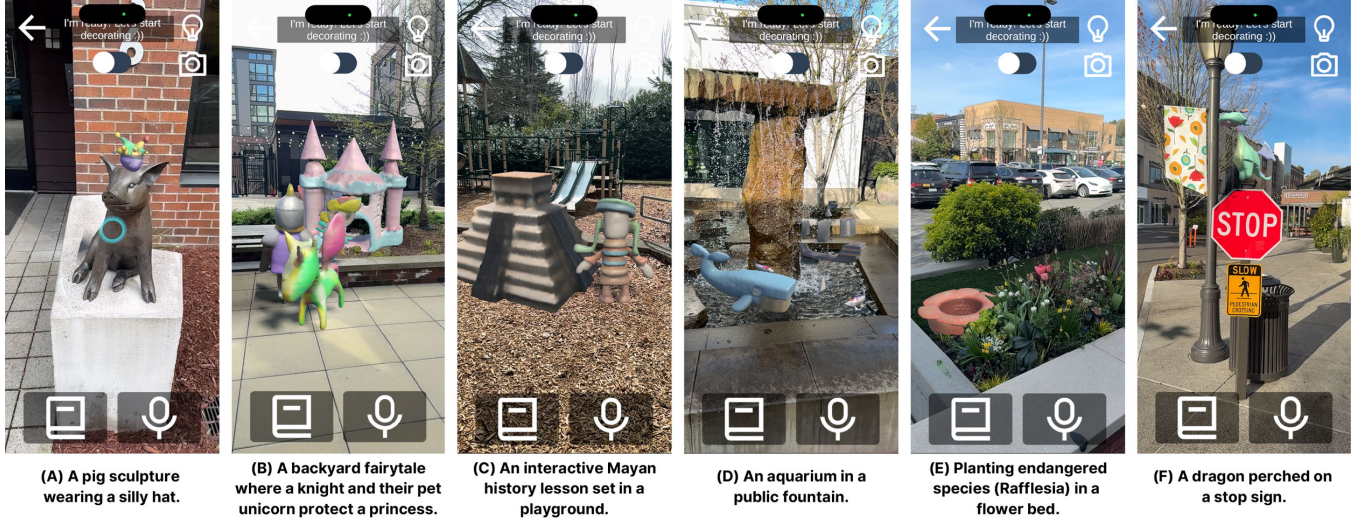 I'm ready! Let's start
decorating :))
I'm ready! Let's start
decorating :))
I'm ready! Let's start
decorating :))
I'm ready! Let's start
decorating :))
I'm ready! Let's start
decorating :))
I'm ready! Let's start
decorating :))
STOP
SLOW
PEDESTRIAN
CROSSING
(A) A pig sculpture
wearing a silly hat.
(B) A backyard fairytale
where a knight and their pet
unicorn protect a princess.
(C) An interactive Mayan
history lesson set in a
playground.
(D) An aquarium in a
public fountain.
(E) Planting endangered
species (Rafflesia) in a
flower bed.
(F) A dragon perched on
a stop sign.